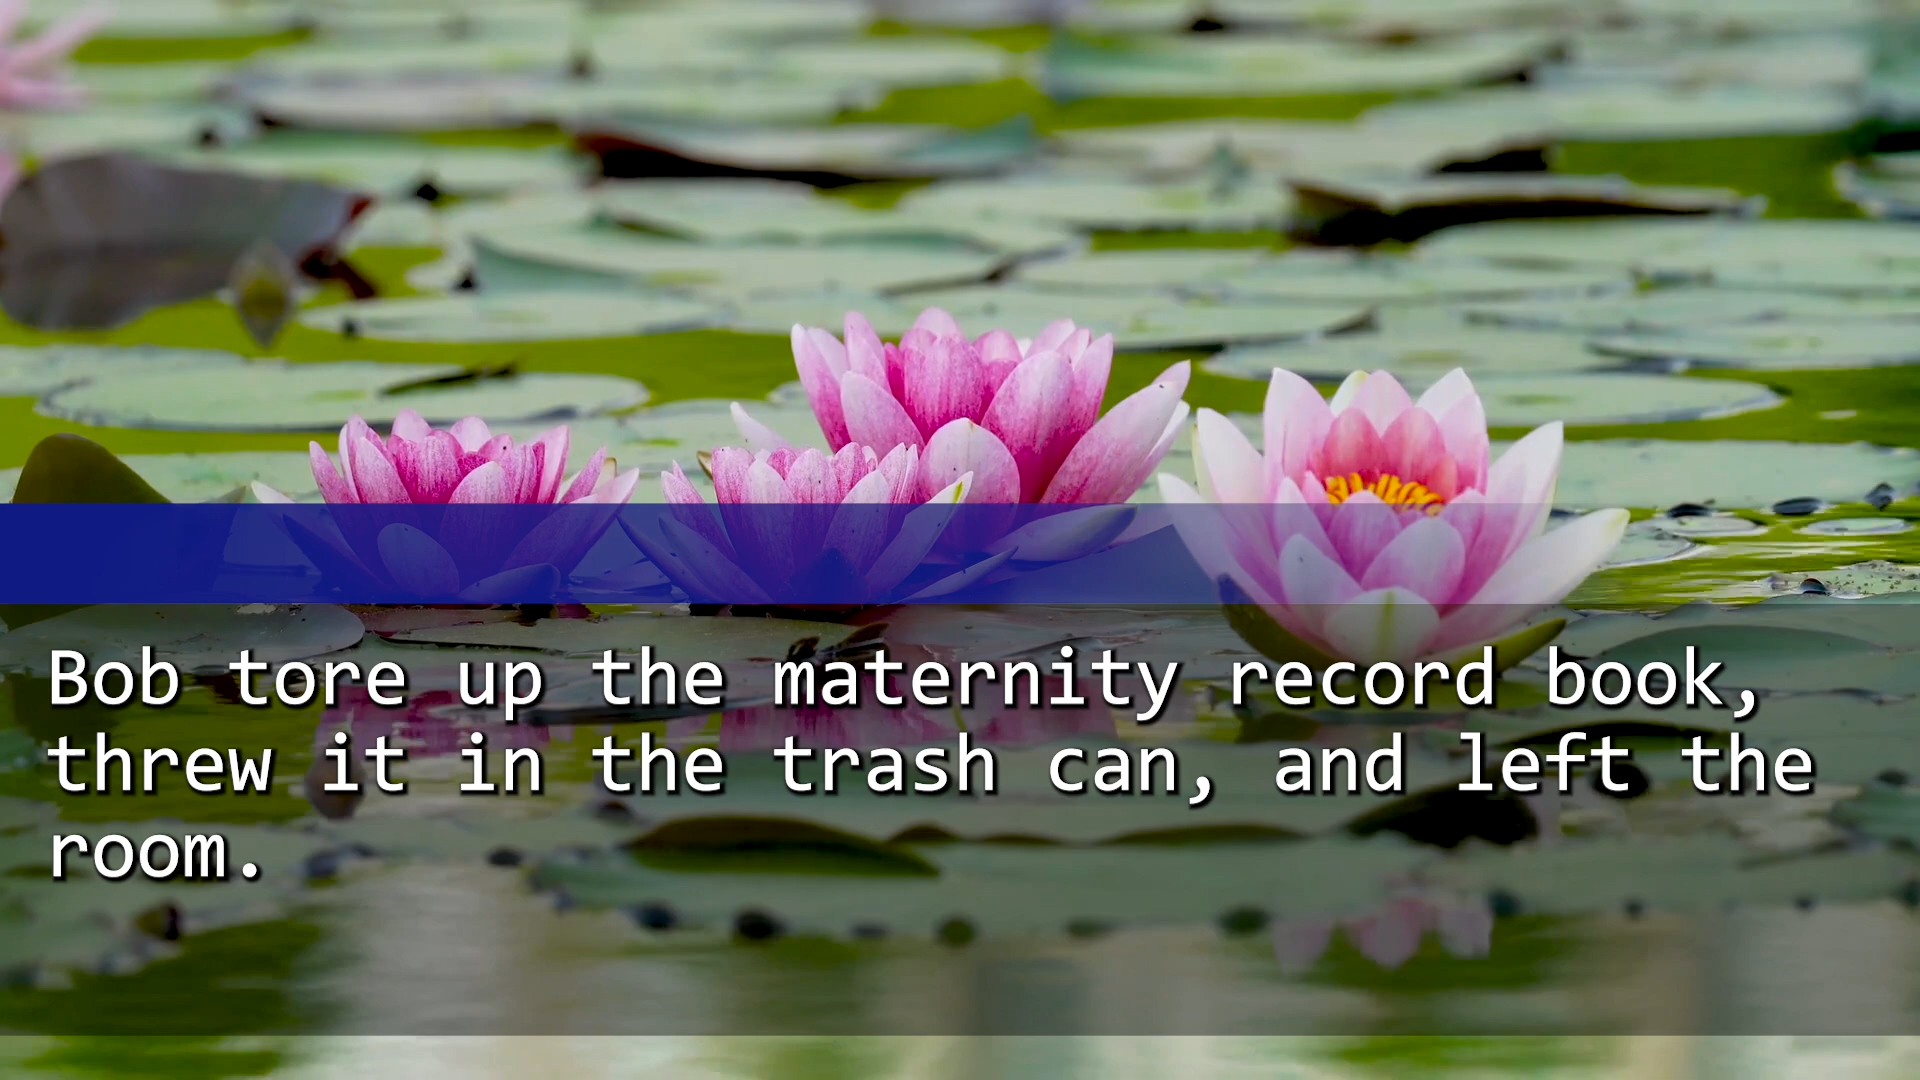 Bob tore up the maternity record book,
threw it in the trash can, and left the
room.